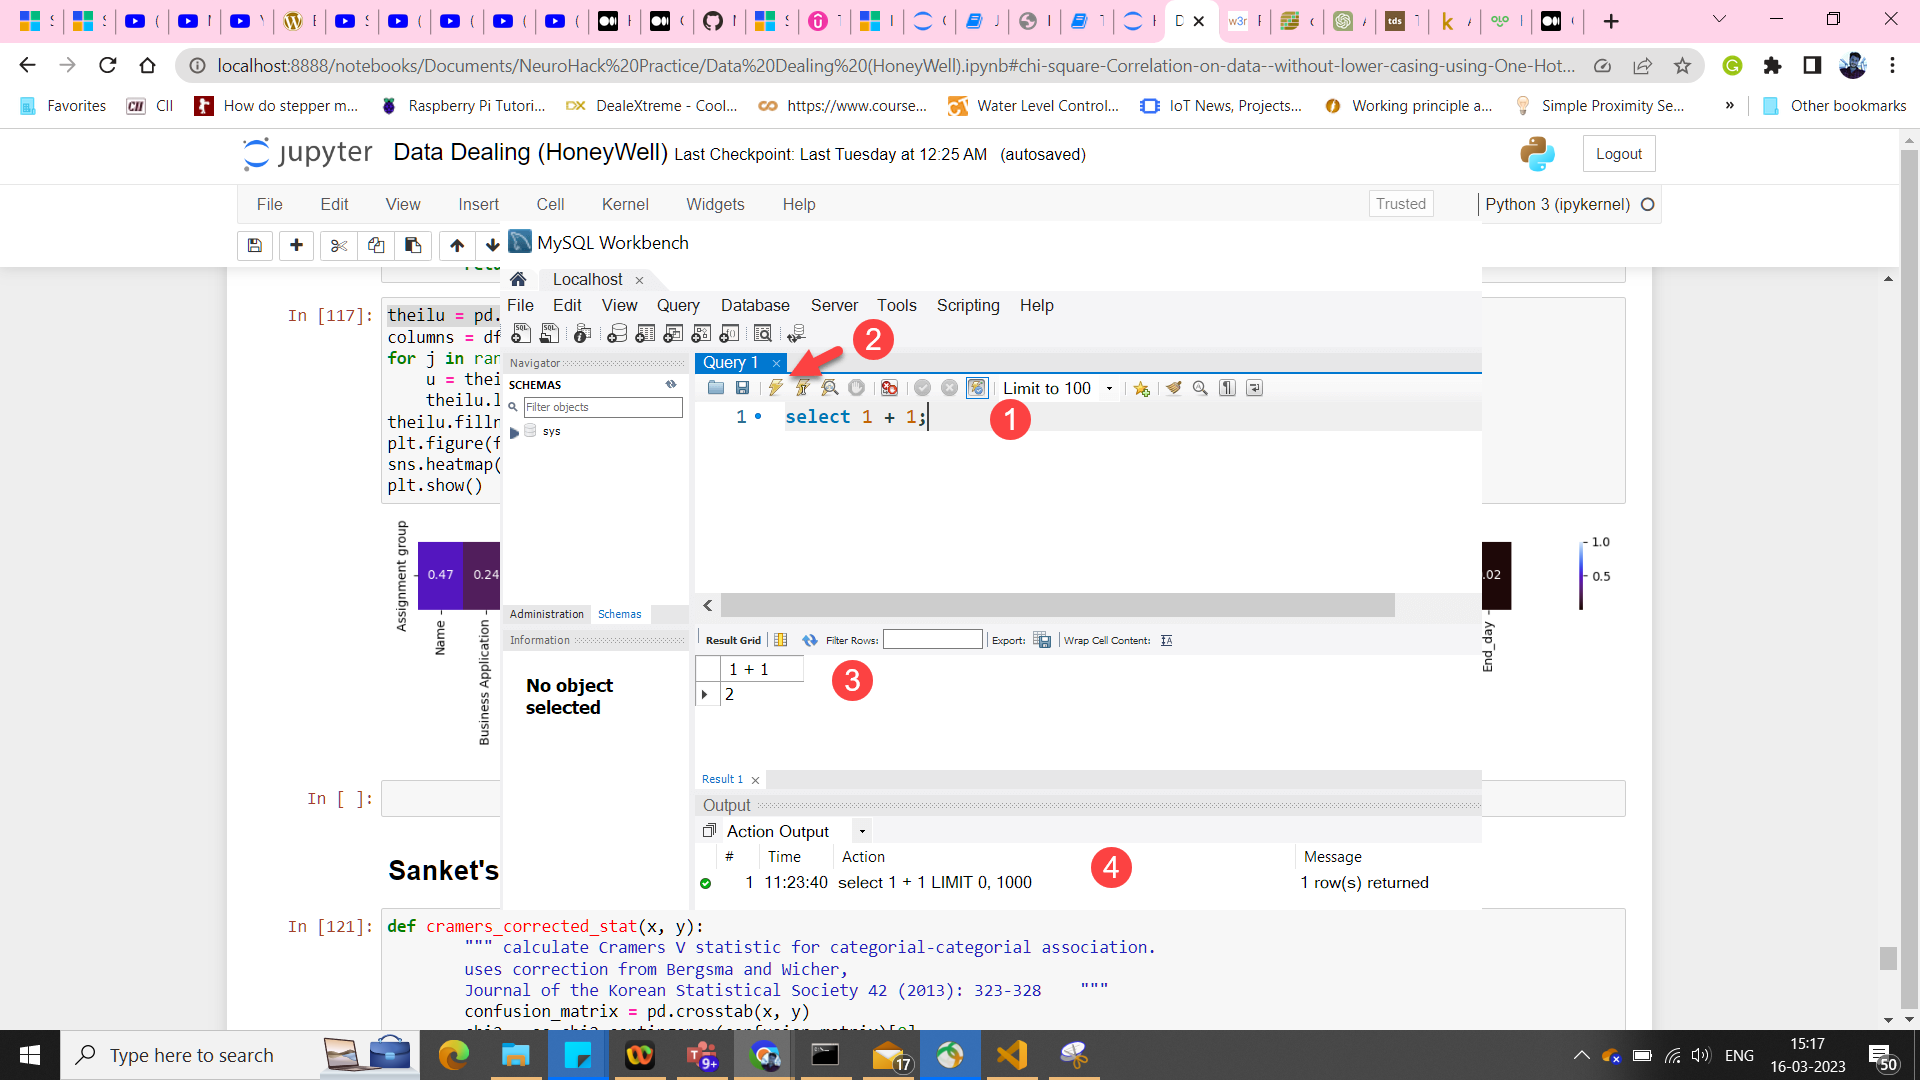 localhost:8888/notebooks/Documents/NeuroHack%20Practice/Data%20Dealing%20(HoneyWell).ipynb#chi-square-Correlation-on-data--without-lower-casing-using-One-Hot...
Favorites
CII
How do stepper m...
Raspberry Pi Tutori...
DX
DealeXtreme - Cool...
https://www.course...
Water Level Control...
IoT News, Projects...
Working principle a...
Simple Proximity Se...
»
Other bookmarks
jupyter
Data Dealing (HoneyWell) Last Checkpoint: Last Tuesday at 12:25 AM (autosaved)
Logout
File Edit View Insert Cell Kernel Widgets Help
Trusted
Python 3 (ipykernel)
MySQL Workbench
Localhost
File Edit View Query Database Server Tools Scripting Help
2
Navigator
SCHEMAS
Filter objects
sys
Query 1
Limit to 100
1 select 1 + 1;
1
Administration Schemas
Information
No object
selected
Result Grid Filter Rows: Export: Wrap Cell Content:
1 + 1
2
3
Result 1
Output
Action Output
# Time Action Message
4
1 11:23:40 select 1 + 1 LIMIT 0, 1000 1 row(s) returned
In [117]:
theilu = pd.
columns = df
for j in ran
u = thei
theilu.l
theilu.filln
plt.figure(f
sns.heatmap(
plt.show()
Assignment group
0.47
0.24
.02
1.0
0.5
Name
Business Application
End_day
In [ ]:
Sanket's
In [121]:
def cramers_corrected_stat(x, y):
""" calculate Cramers V statistic for categorial-categorial association.
uses correction from Bergsma and Wicher,
Journal of the Korean Statistical Society 42 (2013): 323-328 """
confusion_matrix = pd.crosstab(x, y)
Type here to search
9+
17
ENG
15:17
16-03-2023
50